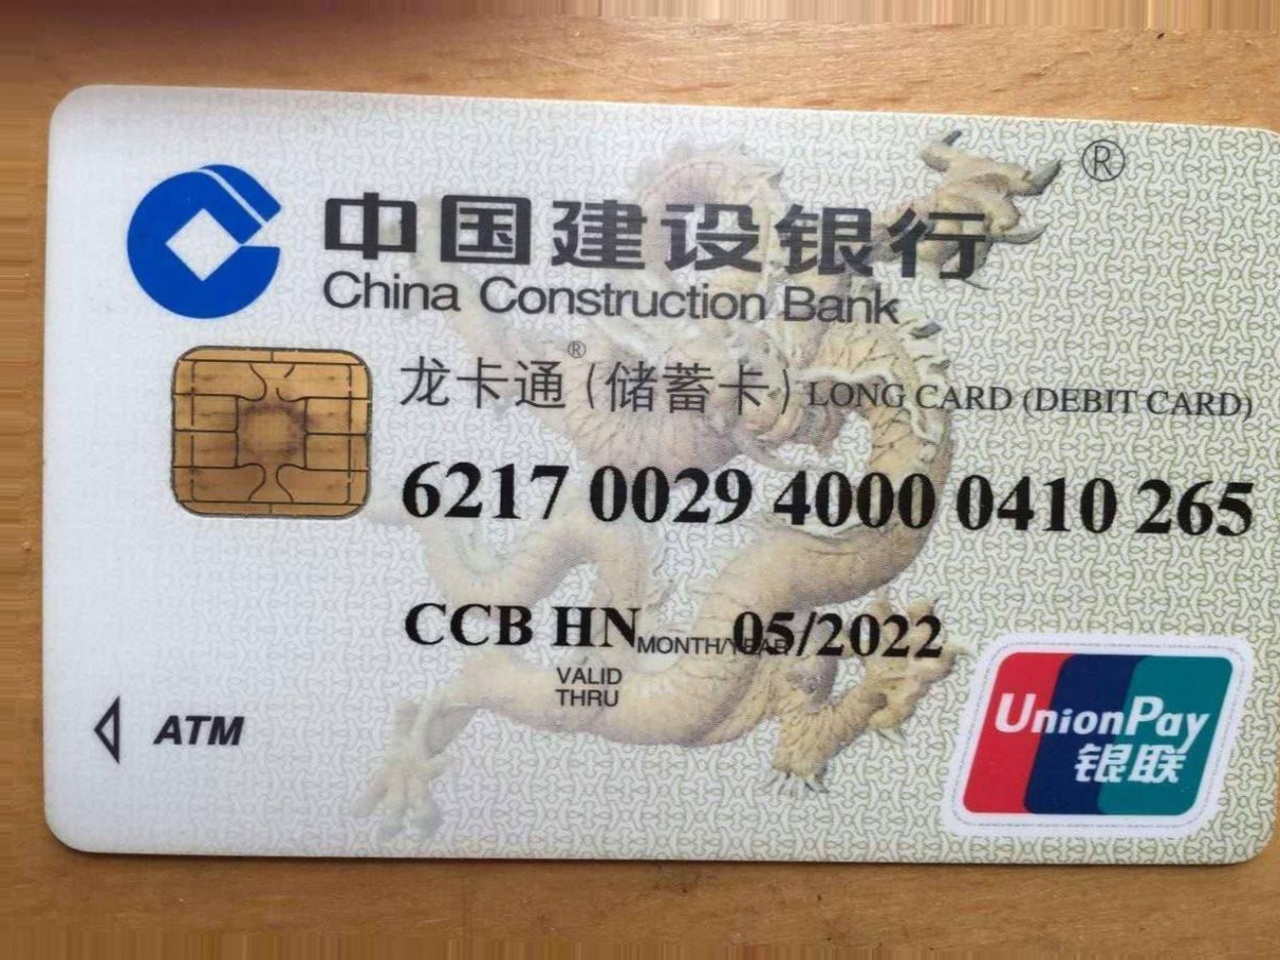 ®
中国建设银行
China Construction Bank
龙卡通®(储蓄卡) LONG CARD (DEBIT CARD)
6217 0029 4000 0410 265
CCB HN MONTH/YEAR 05/2022
VALID
THRU
ATM
UnionPay
银联